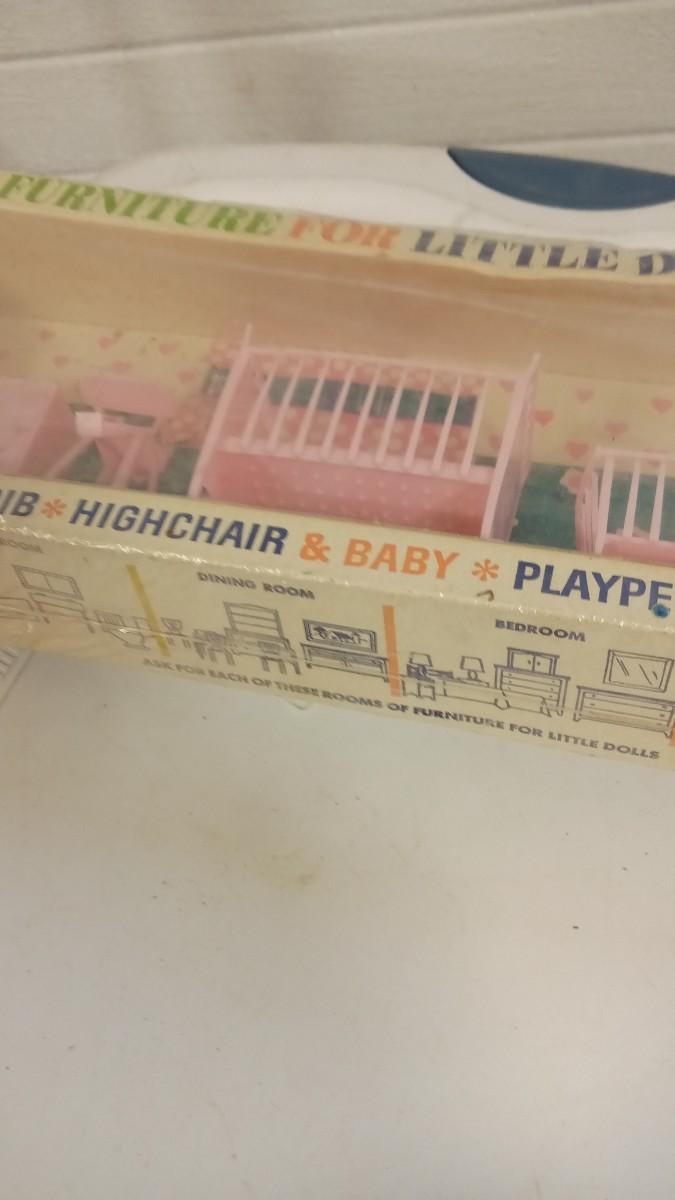 FURNITURE FOR LITTLE D
IB * HIGHCHAIR & BABY * PLAYPE
ROOM
DINING ROOM
BEDROOM
ASK FOR EACH OF THESE ROOMS OF FURNITURE FOR LITTLE DOLLS